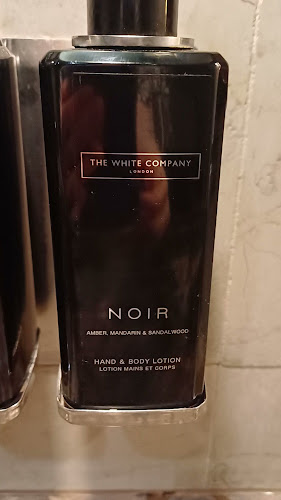 THE WHITE COMPANY
LONDON
NOIR
AMBER, MANDARIN & SANDALWOOD
HAND & BODY LOTION
LOTION MAINS ET CORPS